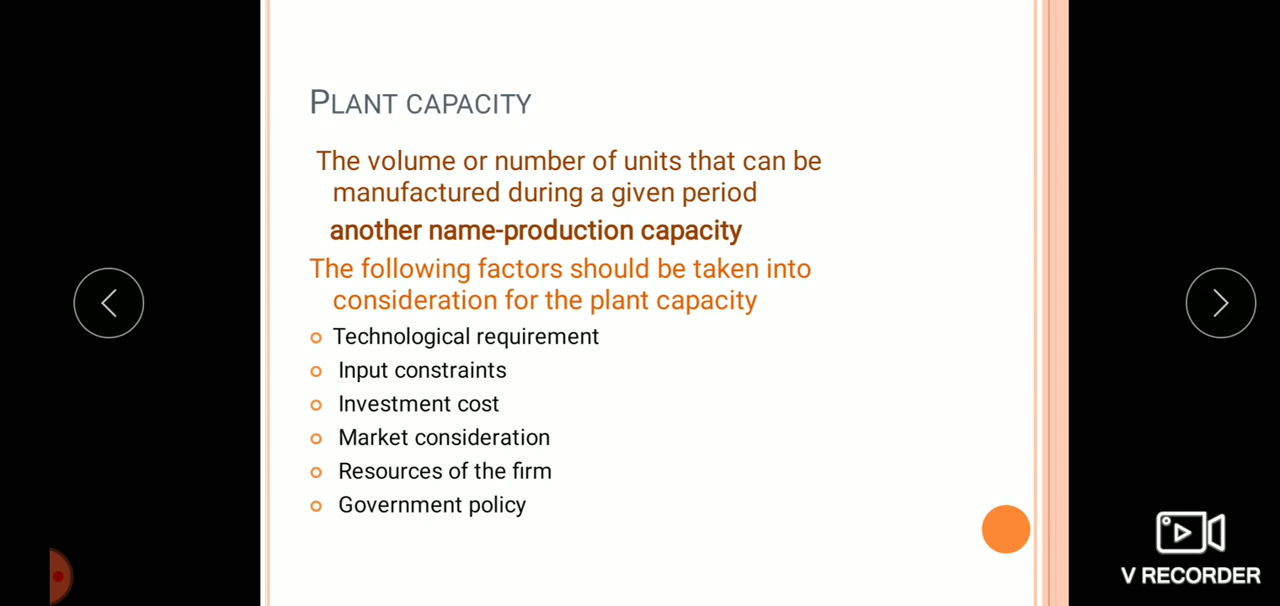 PLANT CAPACITY
The volume or number of units that can be
manufactured during a given period
another name-production capacity
The following factors should be taken into
consideration for the plant capacity
Technological requirement
Input constraints
Investment cost
Market consideration
Resources of the firm
Government policy
V RECORDER